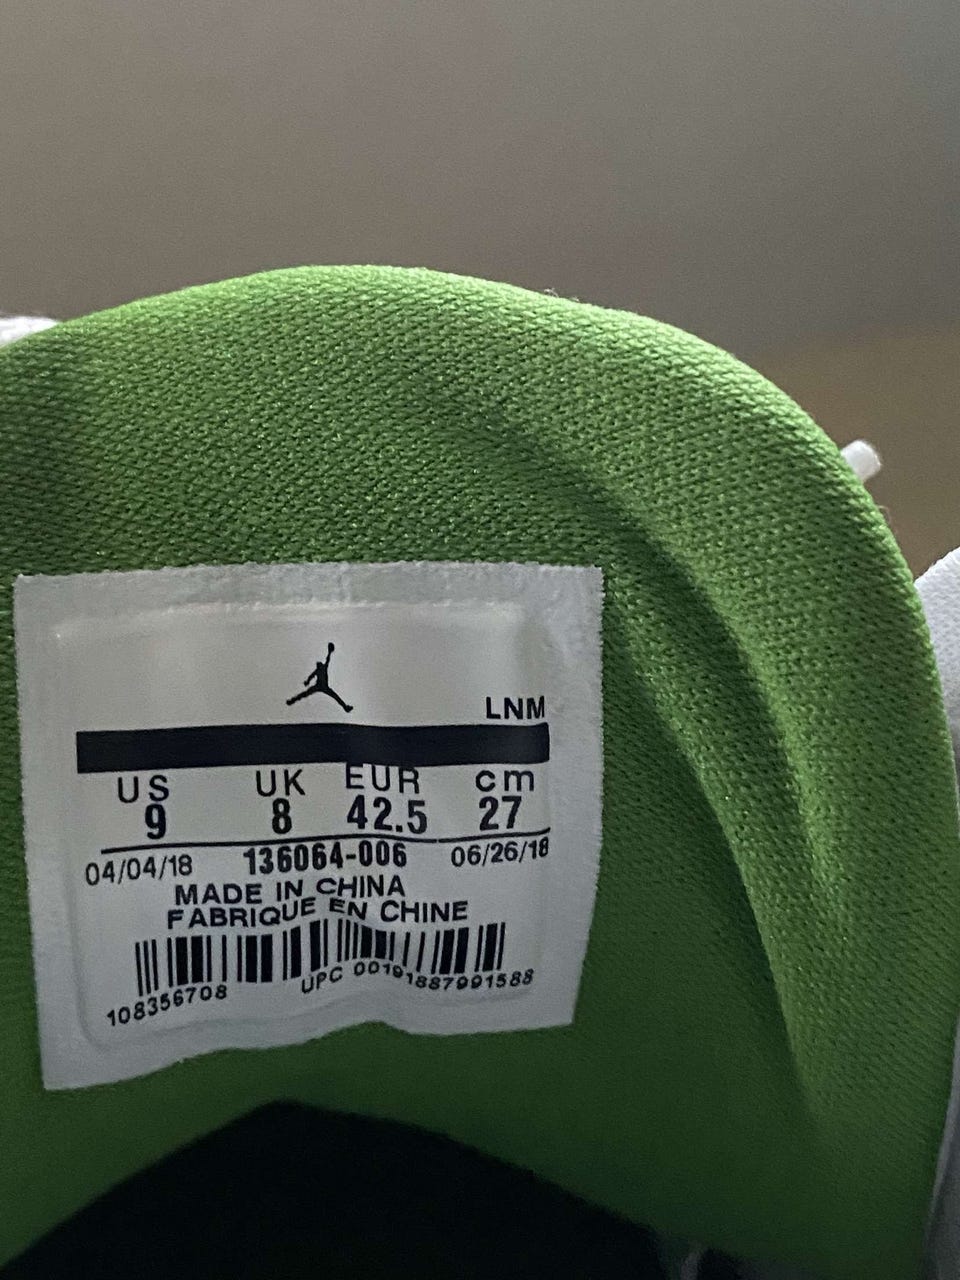 LNM
US UK EUR cm
9 8 42.5 27
04/04/18 136064-006 06/26/18
MADE IN CHINA
FABRIQUE EN CHINE
108356708 UPC 00191887991588